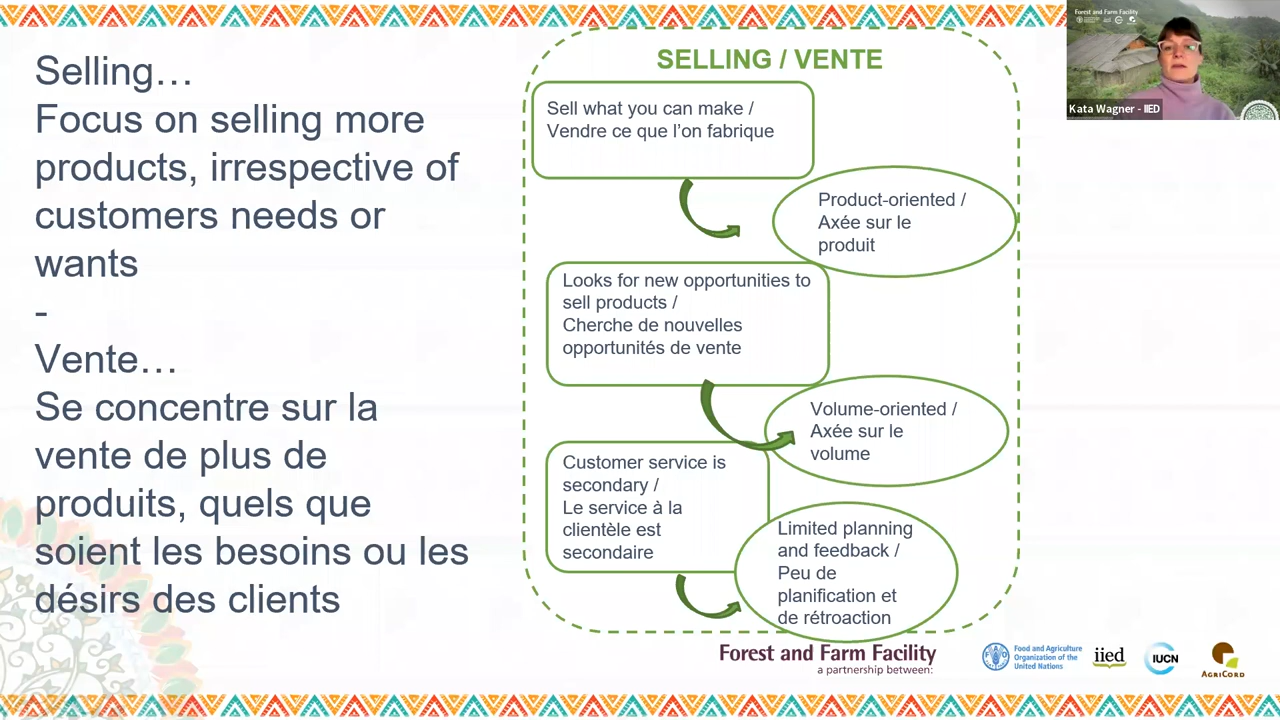 Selling…
Focus on selling more
products, irrespective of
customers needs or
wants
-
Vente…
Se concentre sur la
vente de plus de
produits, quels que
soient les besoins ou les
désirs des clients
SELLING / VENTE
Sell what you can make /
Vendre ce que l’on fabrique
Product-oriented /
Axée sur le
produit
Looks for new opportunities to
sell products /
Cherche de nouvelles
opportunités de vente
Volume-oriented /
Axée sur le
volume
Customer service is
secondary /
Le service à la
clientèle est
secondaire
Limited planning
and feedback /
Peu de
planification et
de rétroaction
Forest and Farm Facility
Kata Wagner - IIED
Forest and Farm Facility
a partnership between:
Food and Agriculture
Organization of the
United Nations
iied
IUCN
AGRICORD